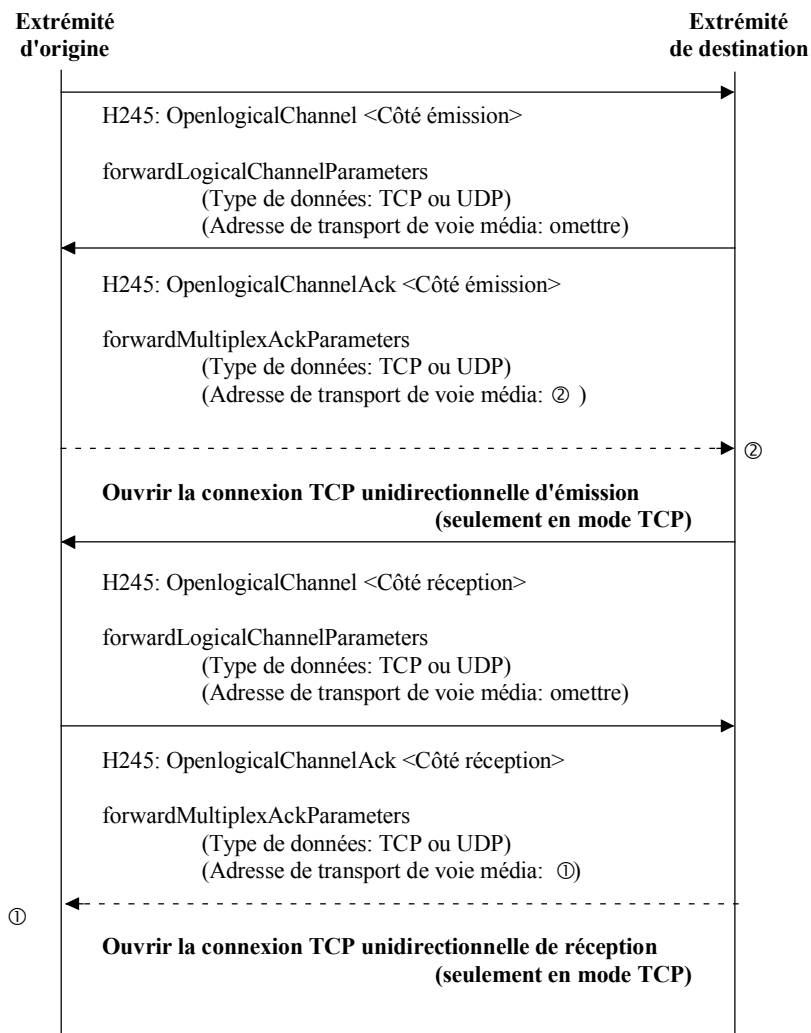 Extrémité
d'origine
Extrémité
de destination
H245: OpenlogicalChannel <Côté émission>
forwardLogicalChannelParameters
(Type de données: TCP ou UDP)
(Adresse de transport de voie média: omettre)
H245: OpenlogicalChannelAck <Côté émission>
forwardMultiplexAckParameters
(Type de données: TCP ou UDP)
(Adresse de transport de voie média: ② )
②
Ouvrir la connexion TCP unidirectionnelle d'émission
(seulement en mode TCP)
H245: OpenlogicalChannel <Côté réception>
forwardLogicalChannelParameters
(Type de données: TCP ou UDP)
(Adresse de transport de voie média: omettre)
H245: OpenlogicalChannelAck <Côté réception>
forwardMultiplexAckParameters
(Type de données: TCP ou UDP)
(Adresse de transport de voie média: ①)
①
Ouvrir la connexion TCP unidirectionnelle de réception
(seulement en mode TCP)